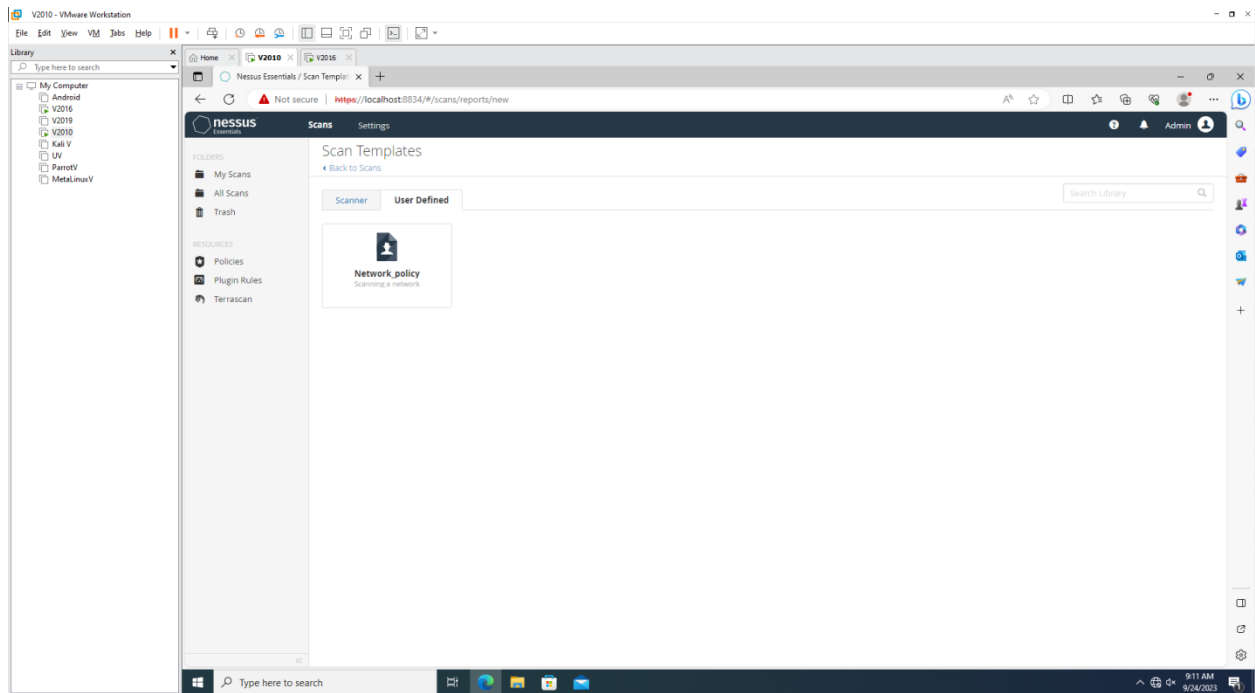 V2010 - VMware Workstation
File Edit View VM Tabs Help
Library
Type here to search
My Computer
Android
V2016
V2019
V2010
Kali V
UV
ParrotV
MetaLinuxV
Home V2010 V2016
Nessus Essentials / Scan Templat
Not secure https://localhost:8834/#/scans/reports/new
nessus
Essentials
Scans Settings
Admin
FOLDERS
My Scans
All Scans
Trash
RESOURCES
Policies
Plugin Rules
Terrascan
Scan Templates
Back to Scans
Scanner User Defined
Search Library
Network_policy
Scanning a network
Type here to search
9:11 AM
9/24/2023